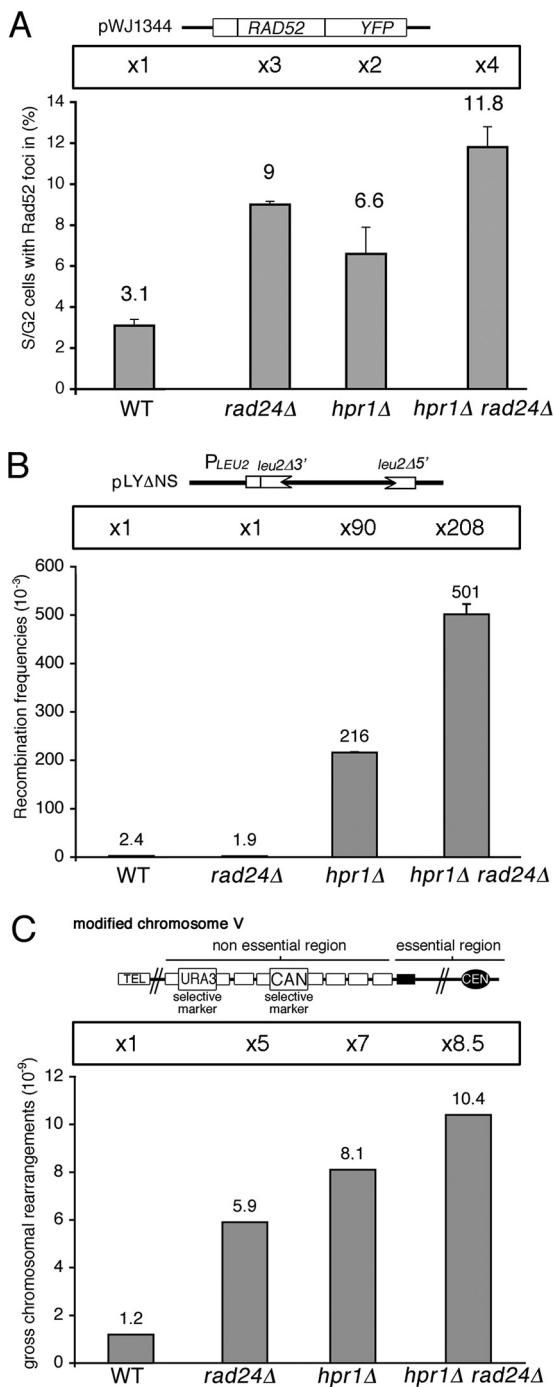 A
pWJ1344 RAD52 YFP
x1 x3 x2 x4
S/G2 cells with Rad52 foci in (%)
14
12
10
8
6
4
2
0
3.1 9 6.6 11.8
WT rad24Δ hpr1Δ hpr1Δ rad24Δ
B
PLEU2 leu2Δ3' leu2Δ5'
pLYΔNS
x1 x1 x90 x208
Recombination frequencies (10⁻³)
600
500
400
300
200
100
0
2.4 1.9 216 501
WT rad24Δ hpr1Δ hpr1Δ rad24Δ
C
modified chromosome V
non essential region essential region
TEL URA3 CAN CEN
selective selective
marker marker
x1 x5 x7 x8.5
gross chromosomal rearrangements (10⁻⁹)
12
10
8
6
4
2
0
1.2 5.9 8.1 10.4
WT rad24Δ hpr1Δ hpr1Δ rad24Δ